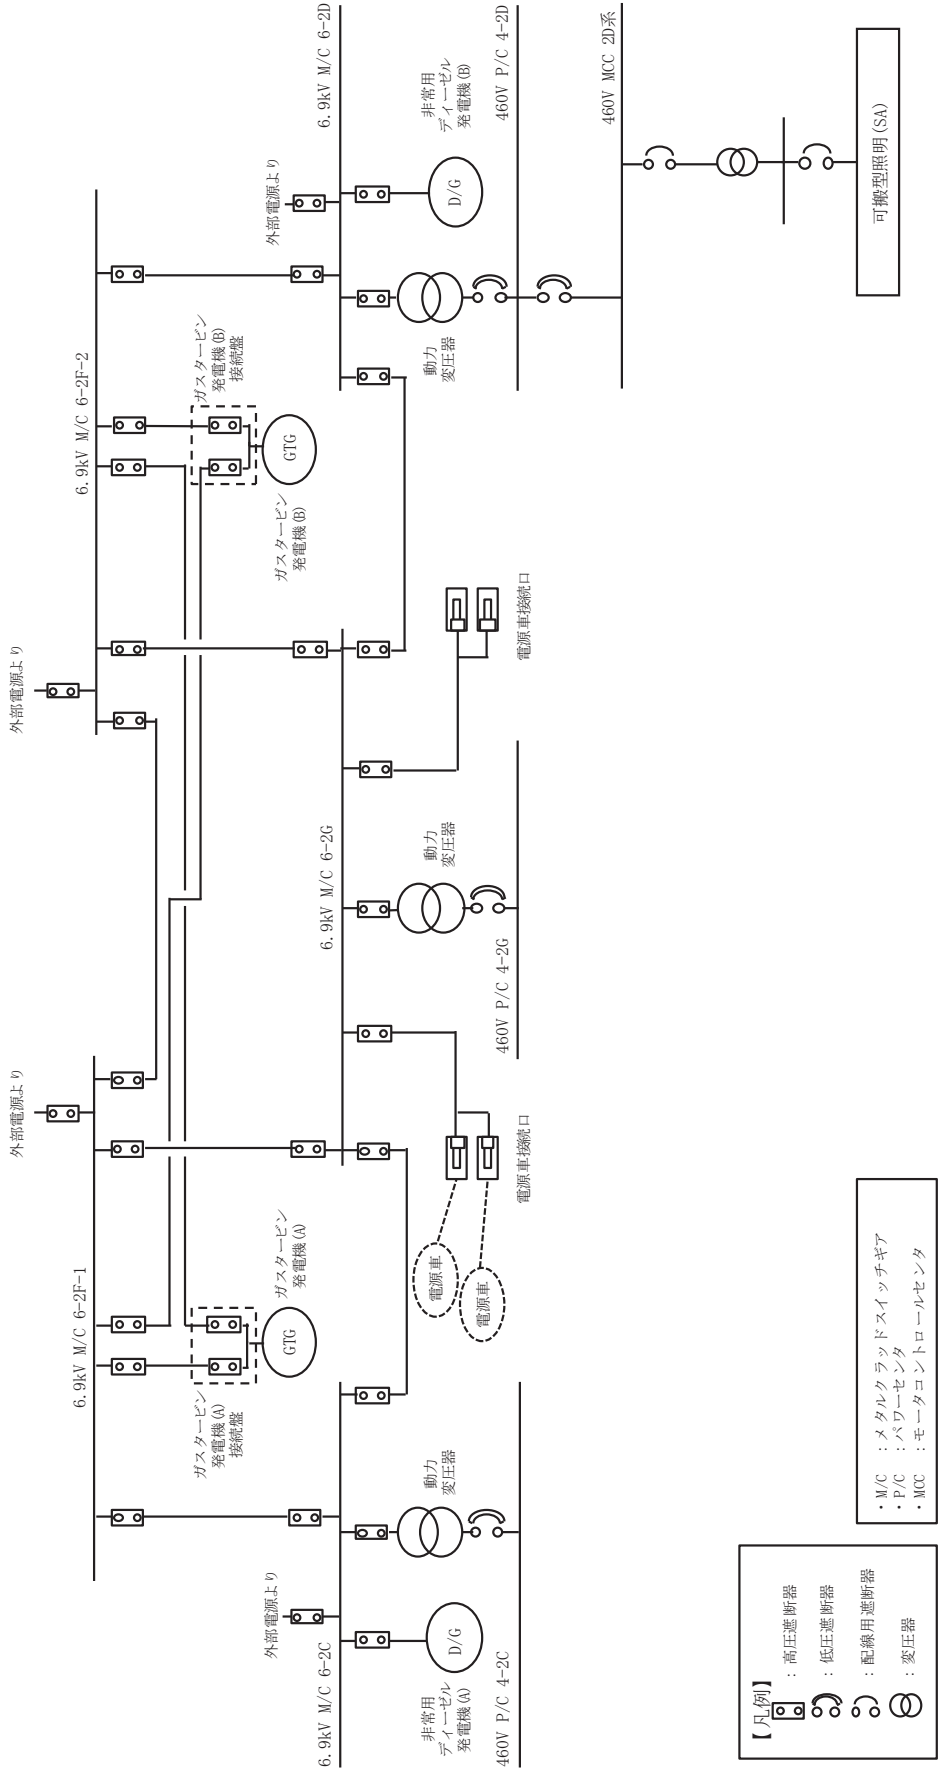 外部電源より
外部電源より
6.9kV M/C 6-2F-1
6.9kV M/C 6-2F-2
ガスタービン
発電機(A)
接続盤
GTG
ガスタービン
発電機(A)
ガスタービン
発電機(B)
GTG
ガスタービン
発電機(B)
接続盤
外部電源より
外部電源より
6.9kV M/C 6-2C
6.9kV M/C 6-2G
6.9kV M/C 6-2D
非常用
ディーゼル
発電機(A)
D/G
動力
変圧器
電源車
電源車
動力
変圧器
動力
変圧器
D/G
非常用
ディーゼル
発電機(B)
460V P/C 4-2C
電源車接続口
460V P/C 4-2G
電源車接続口
460V P/C 4-2D
460V MCC 2D系
可搬型照明(SA)
【凡例】
：高圧遮断器
：低圧遮断器
：配線用遮断器
：変圧器
・M/C ：メタルクラッドスイッチギア
・P/C ：パワーセンタ
・MCC ：モータコントロールセンタ